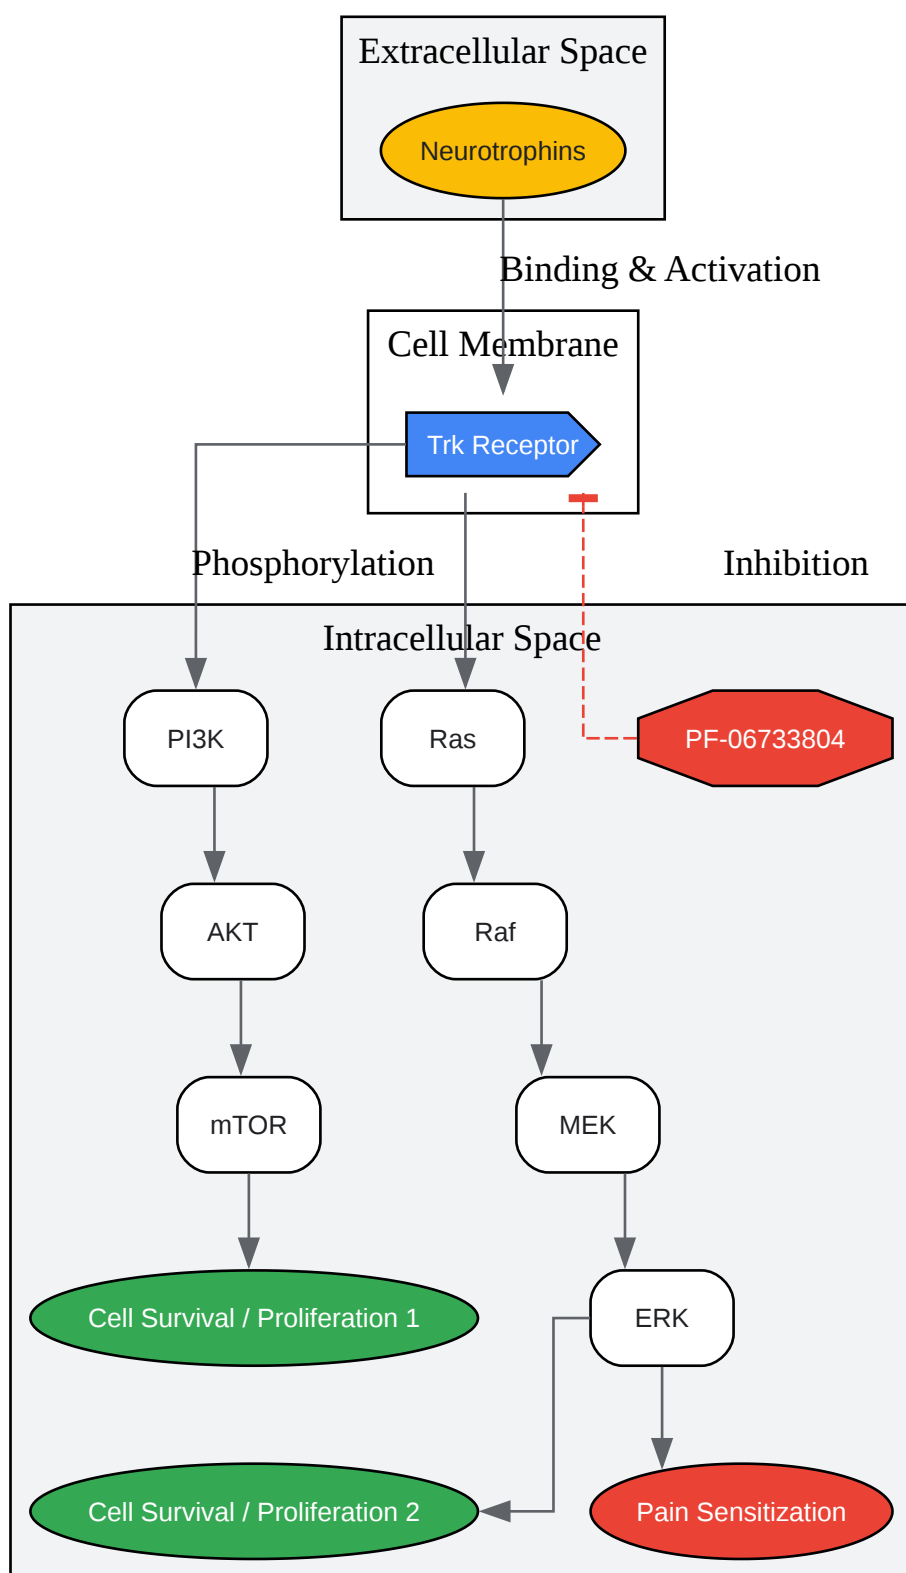 Extracellular Space
Neurotrophins
Binding & Activation
Cell Membrane
Trk Receptor
Phosphorylation
Inhibition
Intracellular Space
PI3K
Ras
PF-06733804
AKT
Raf
mTOR
MEK
Cell Survival / Proliferation 1
ERK
Cell Survival / Proliferation 2
Pain Sensitization